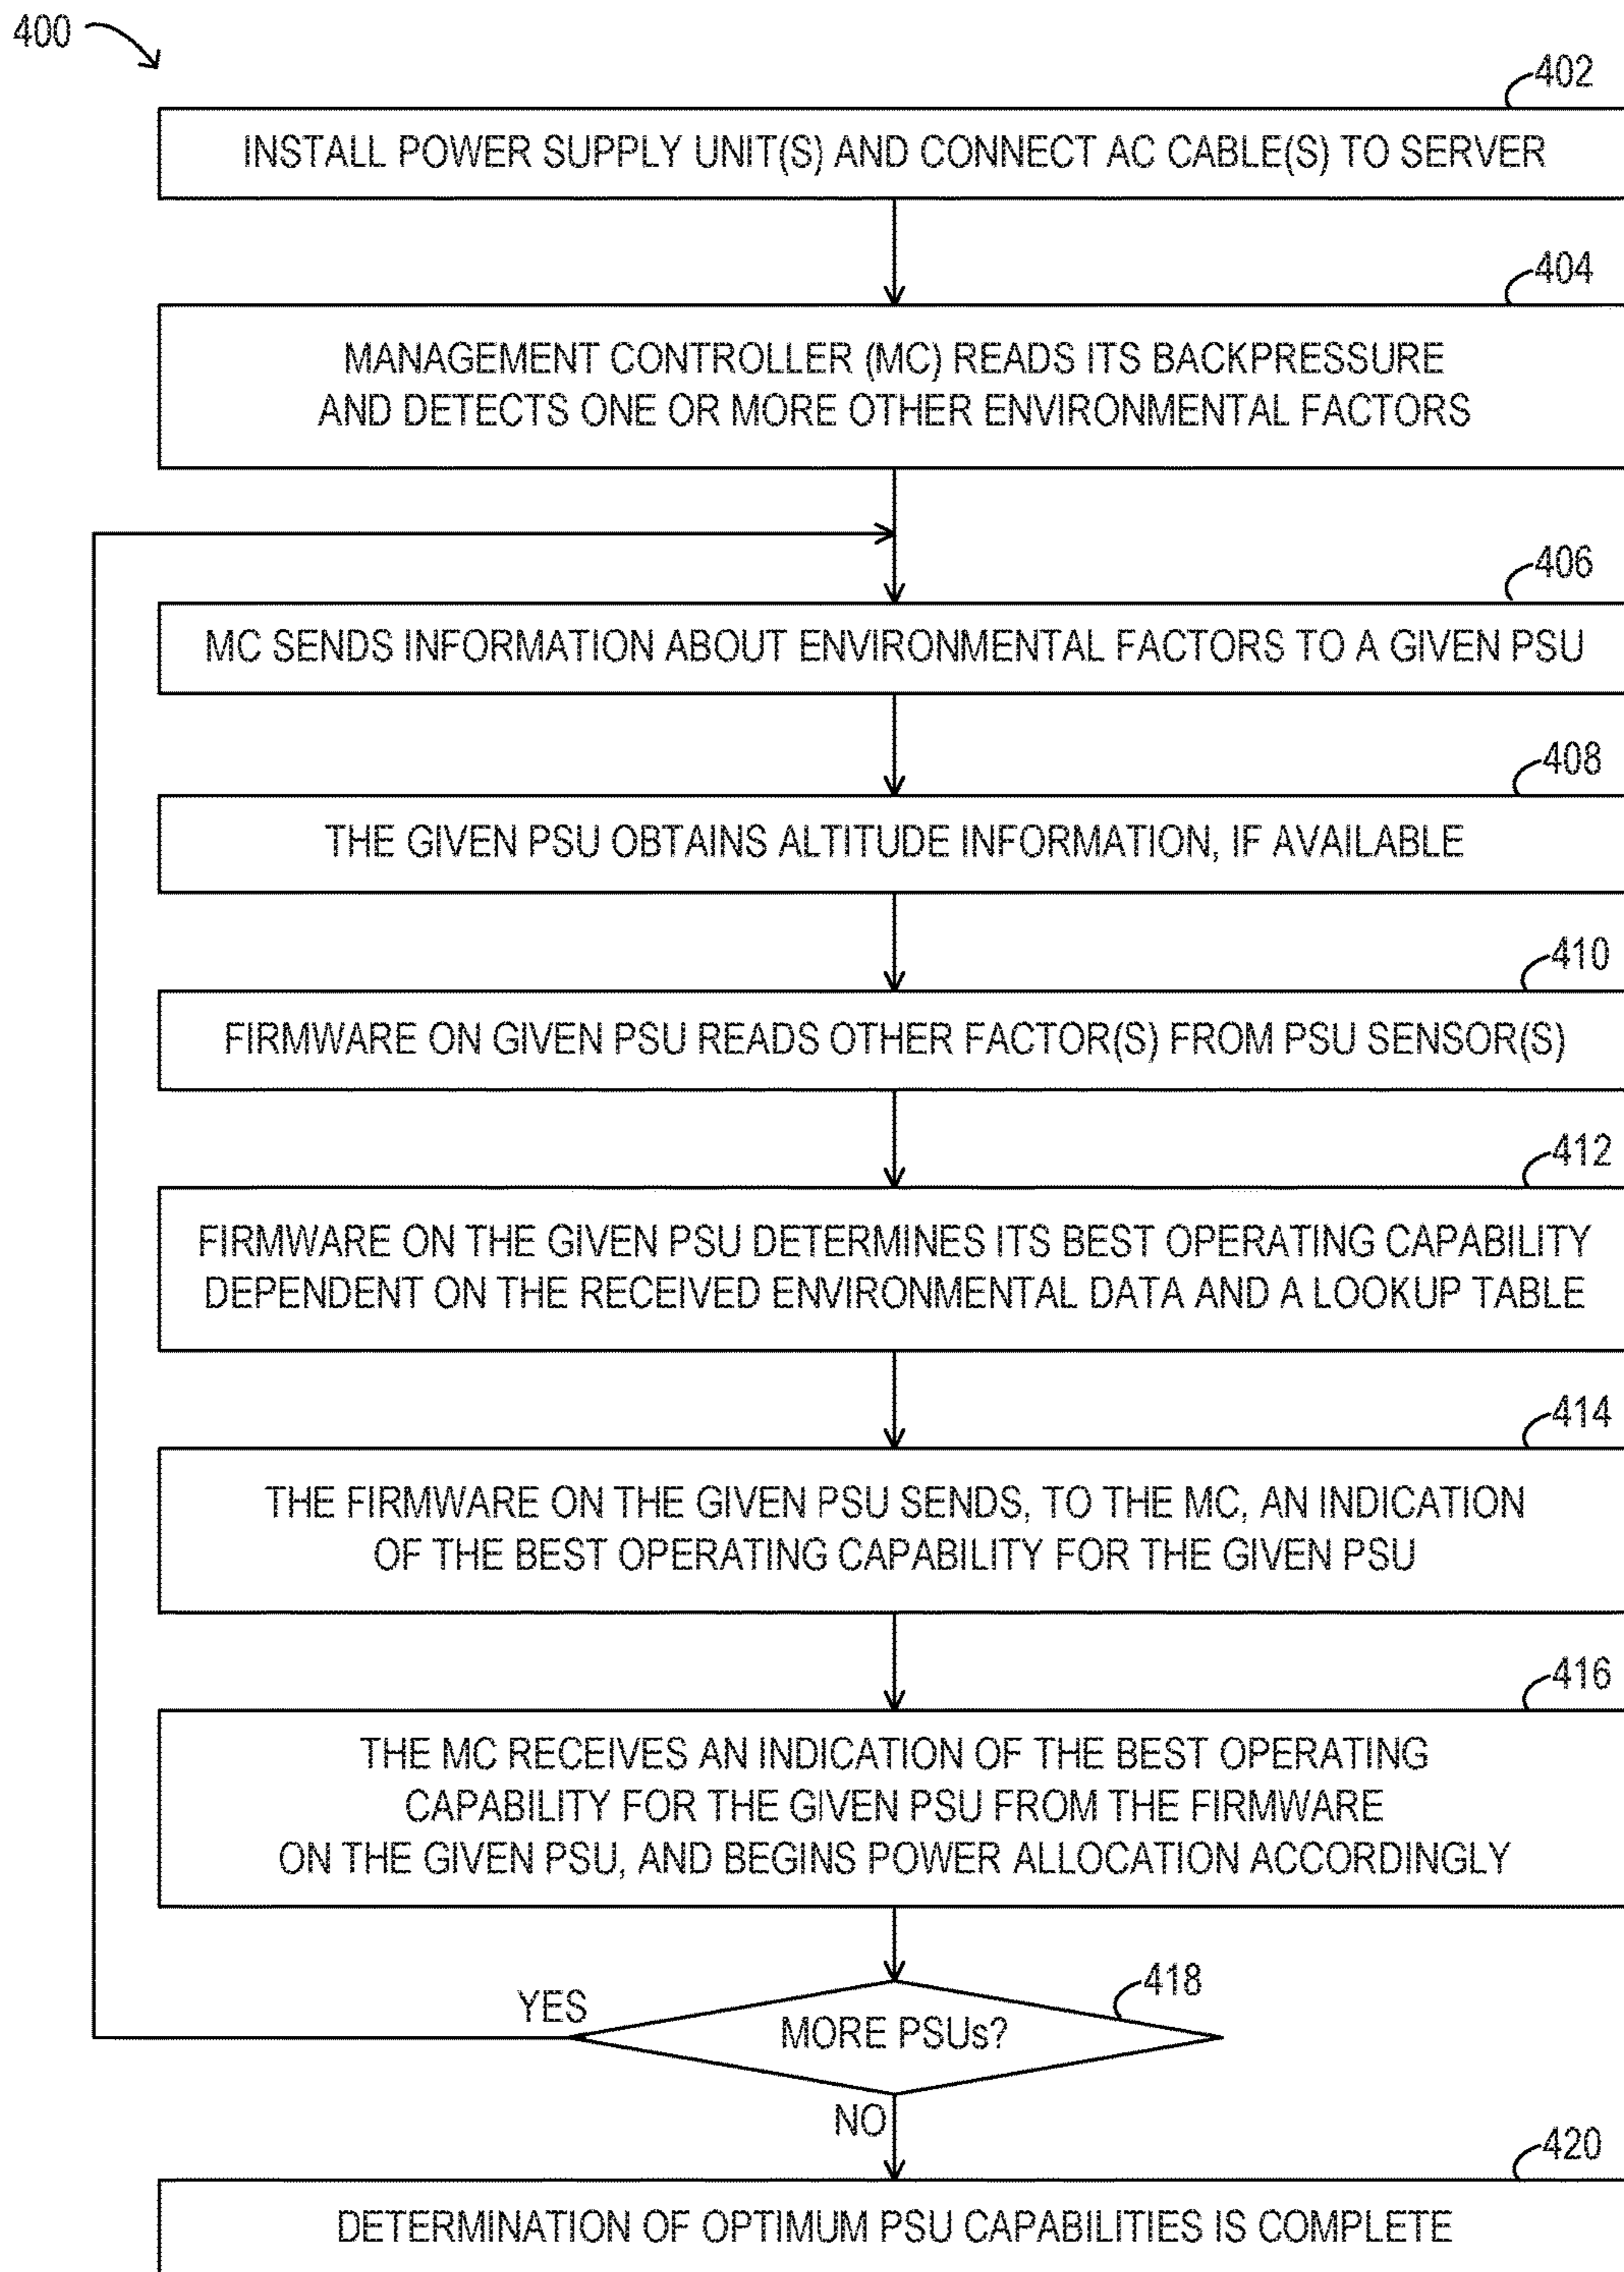 400
402
INSTALL POWER SUPPLY UNIT(S) AND CONNECT AC CABLE(S) TO SERVER
404
MANAGEMENT CONTROLLER (MC) READS ITS BACKPRESSURE
AND DETECTS ONE OR MORE OTHER ENVIRONMENTAL FACTORS
406
MC SENDS INFORMATION ABOUT ENVIRONMENTAL FACTORS TO A GIVEN PSU
408
THE GIVEN PSU OBTAINS ALTITUDE INFORMATION, IF AVAILABLE
410
FIRMWARE ON GIVEN PSU READS OTHER FACTOR(S) FROM PSU SENSOR(S)
412
FIRMWARE ON THE GIVEN PSU DETERMINES ITS BEST OPERATING CAPABILITY
DEPENDENT ON THE RECEIVED ENVIRONMENTAL DATA AND A LOOKUP TABLE
414
THE FIRMWARE ON THE GIVEN PSU SENDS, TO THE MC, AN INDICATION
OF THE BEST OPERATING CAPABILITY FOR THE GIVEN PSU
416
THE MC RECEIVES AN INDICATION OF THE BEST OPERATING
CAPABILITY FOR THE GIVEN PSU FROM THE FIRMWARE
ON THE GIVEN PSU, AND BEGINS POWER ALLOCATION ACCORDINGLY
418
YES
MORE PSUs?
NO
420
DETERMINATION OF OPTIMUM PSU CAPABILITIES IS COMPLETE